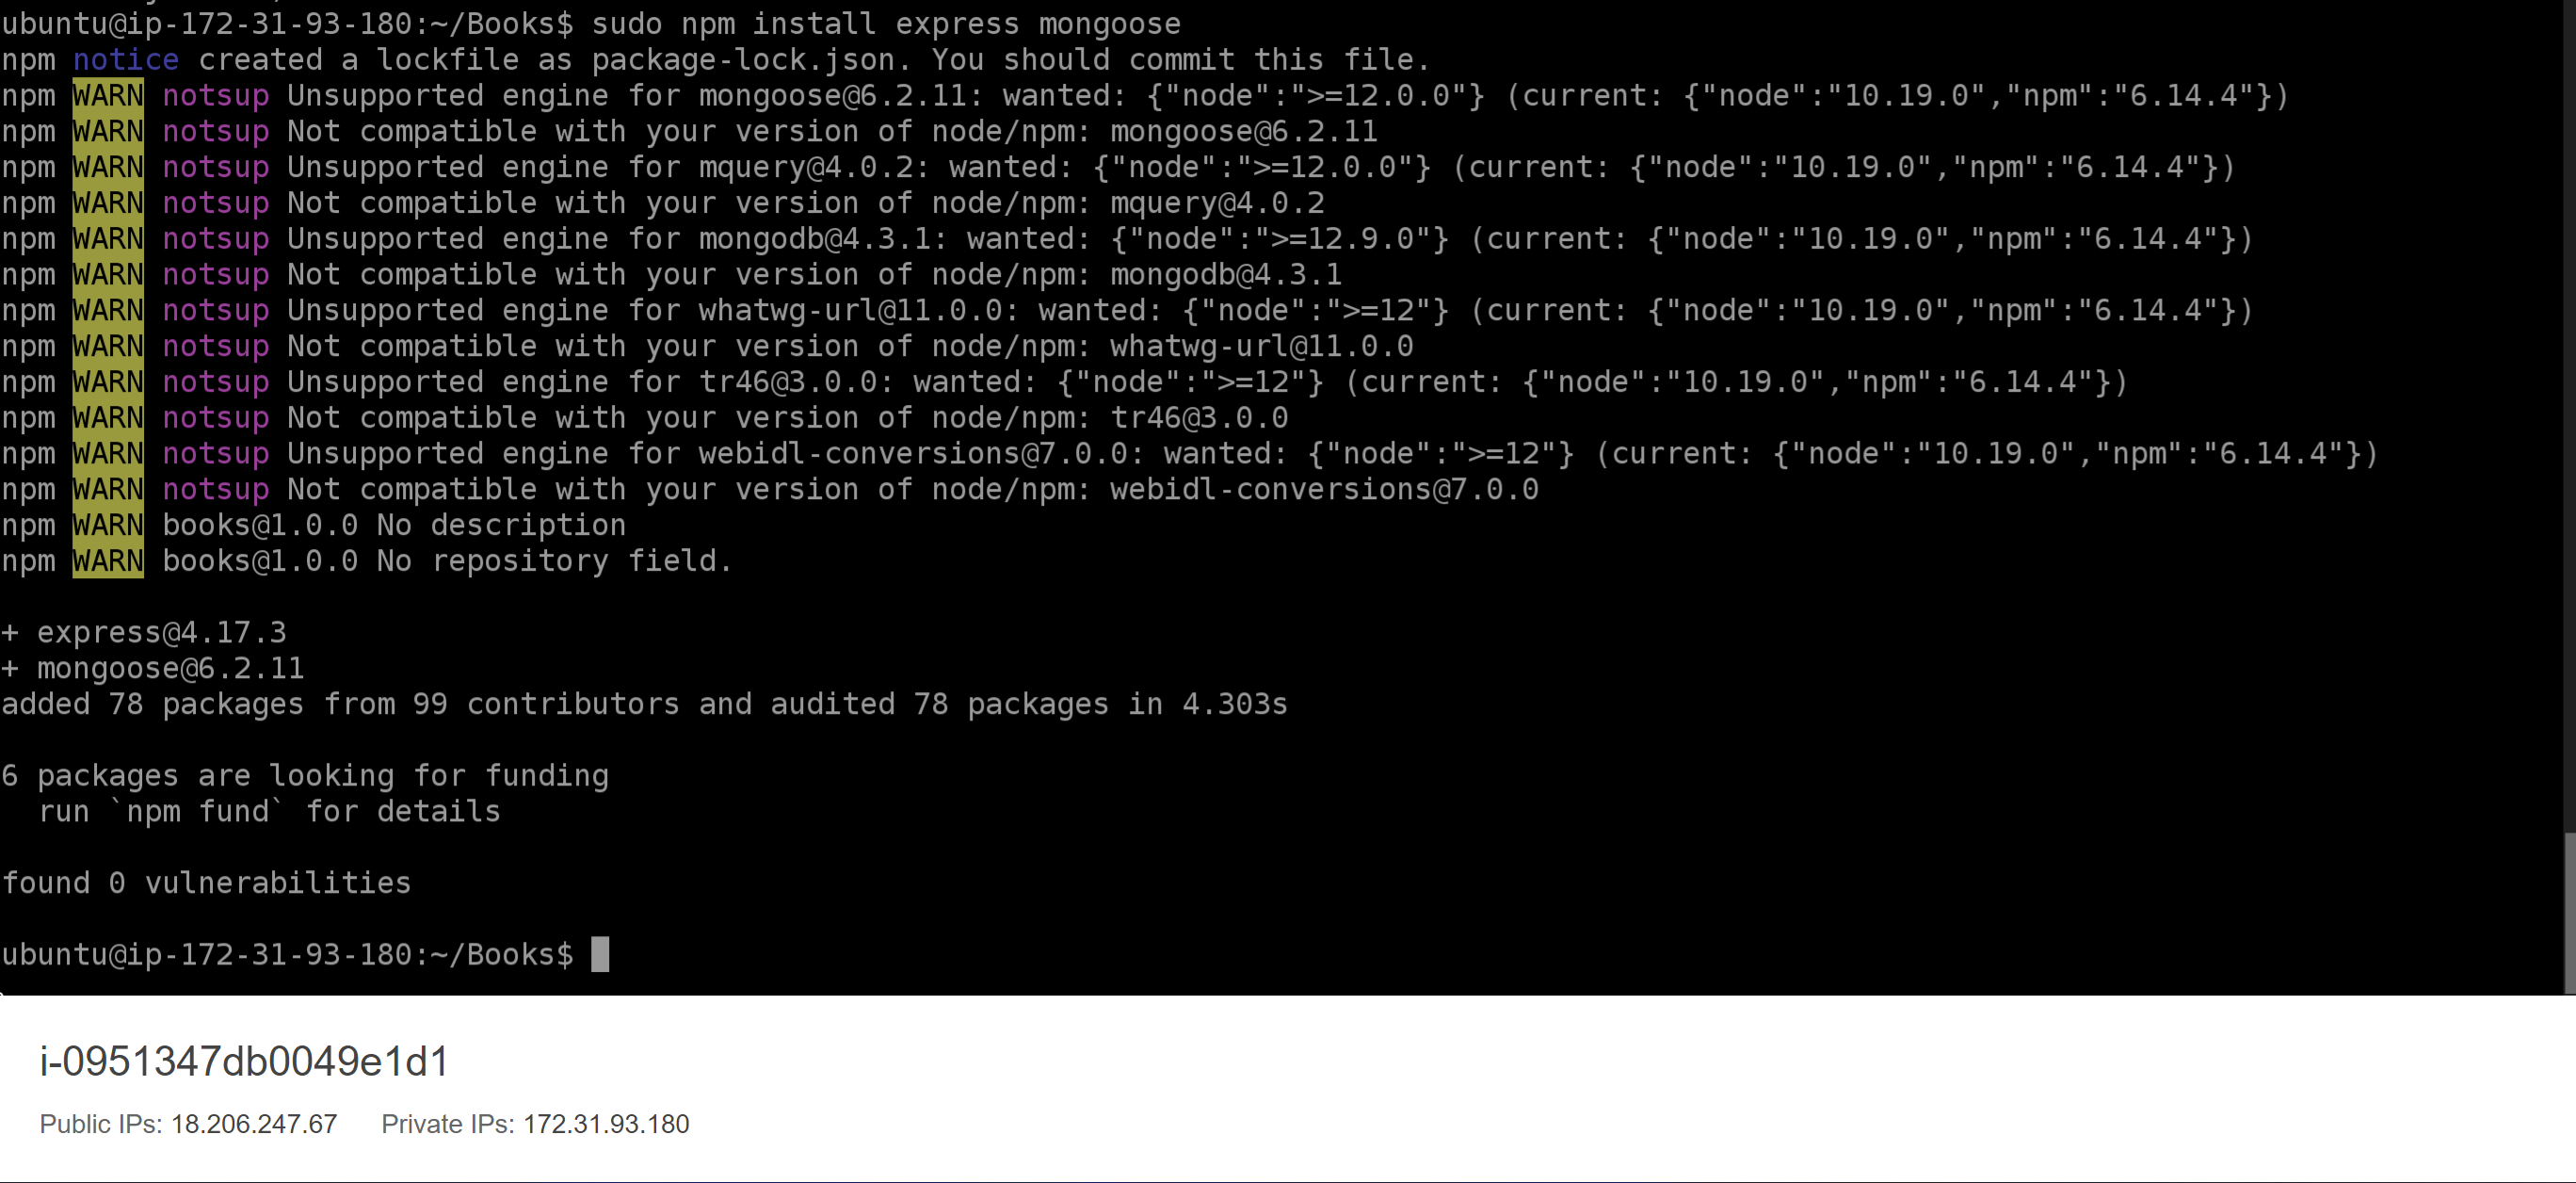 ubuntu@ip-172-31-93-180:~/Books$ sudo npm install express mongoose
npm notice created a lockfile as package-lock.json. You should commit this file.
npm WARN notsup Unsupported engine for mongoose@6.2.11: wanted: {"node":">=12.0.0"} (current: {"node":"10.19.0","npm":"6.14.4"})
npm WARN notsup Not compatible with your version of node/npm: mongoose@6.2.11
npm WARN notsup Unsupported engine for mquery@4.0.2: wanted: {"node":">=12.0.0"} (current: {"node":"10.19.0","npm":"6.14.4"})
npm WARN notsup Not compatible with your version of node/npm: mquery@4.0.2
npm WARN notsup Unsupported engine for mongodb@4.3.1: wanted: {"node":">=12.9.0"} (current: {"node":"10.19.0","npm":"6.14.4"})
npm WARN notsup Not compatible with your version of node/npm: mongodb@4.3.1
npm WARN notsup Unsupported engine for whatwg-url@11.0.0: wanted: {"node":">=12"} (current: {"node":"10.19.0","npm":"6.14.4"})
npm WARN notsup Not compatible with your version of node/npm: whatwg-url@11.0.0
npm WARN notsup Unsupported engine for tr46@3.0.0: wanted: {"node":">=12"} (current: {"node":"10.19.0","npm":"6.14.4"})
npm WARN notsup Not compatible with your version of node/npm: tr46@3.0.0
npm WARN notsup Unsupported engine for webidl-conversions@7.0.0: wanted: {"node":">=12"} (current: {"node":"10.19.0","npm":"6.14.4"})
npm WARN notsup Not compatible with your version of node/npm: webidl-conversions@7.0.0
npm WARN books@1.0.0 No description
npm WARN books@1.0.0 No repository field.
+ express@4.17.3
+ mongoose@6.2.11
added 78 packages from 99 contributors and audited 78 packages in 4.303s
6 packages are looking for funding
run `npm fund` for details
found 0 vulnerabilities
ubuntu@ip-172-31-93-180:~/Books$
i-0951347db0049e1d1
Public IPs: 18.206.247.67 Private IPs: 172.31.93.180